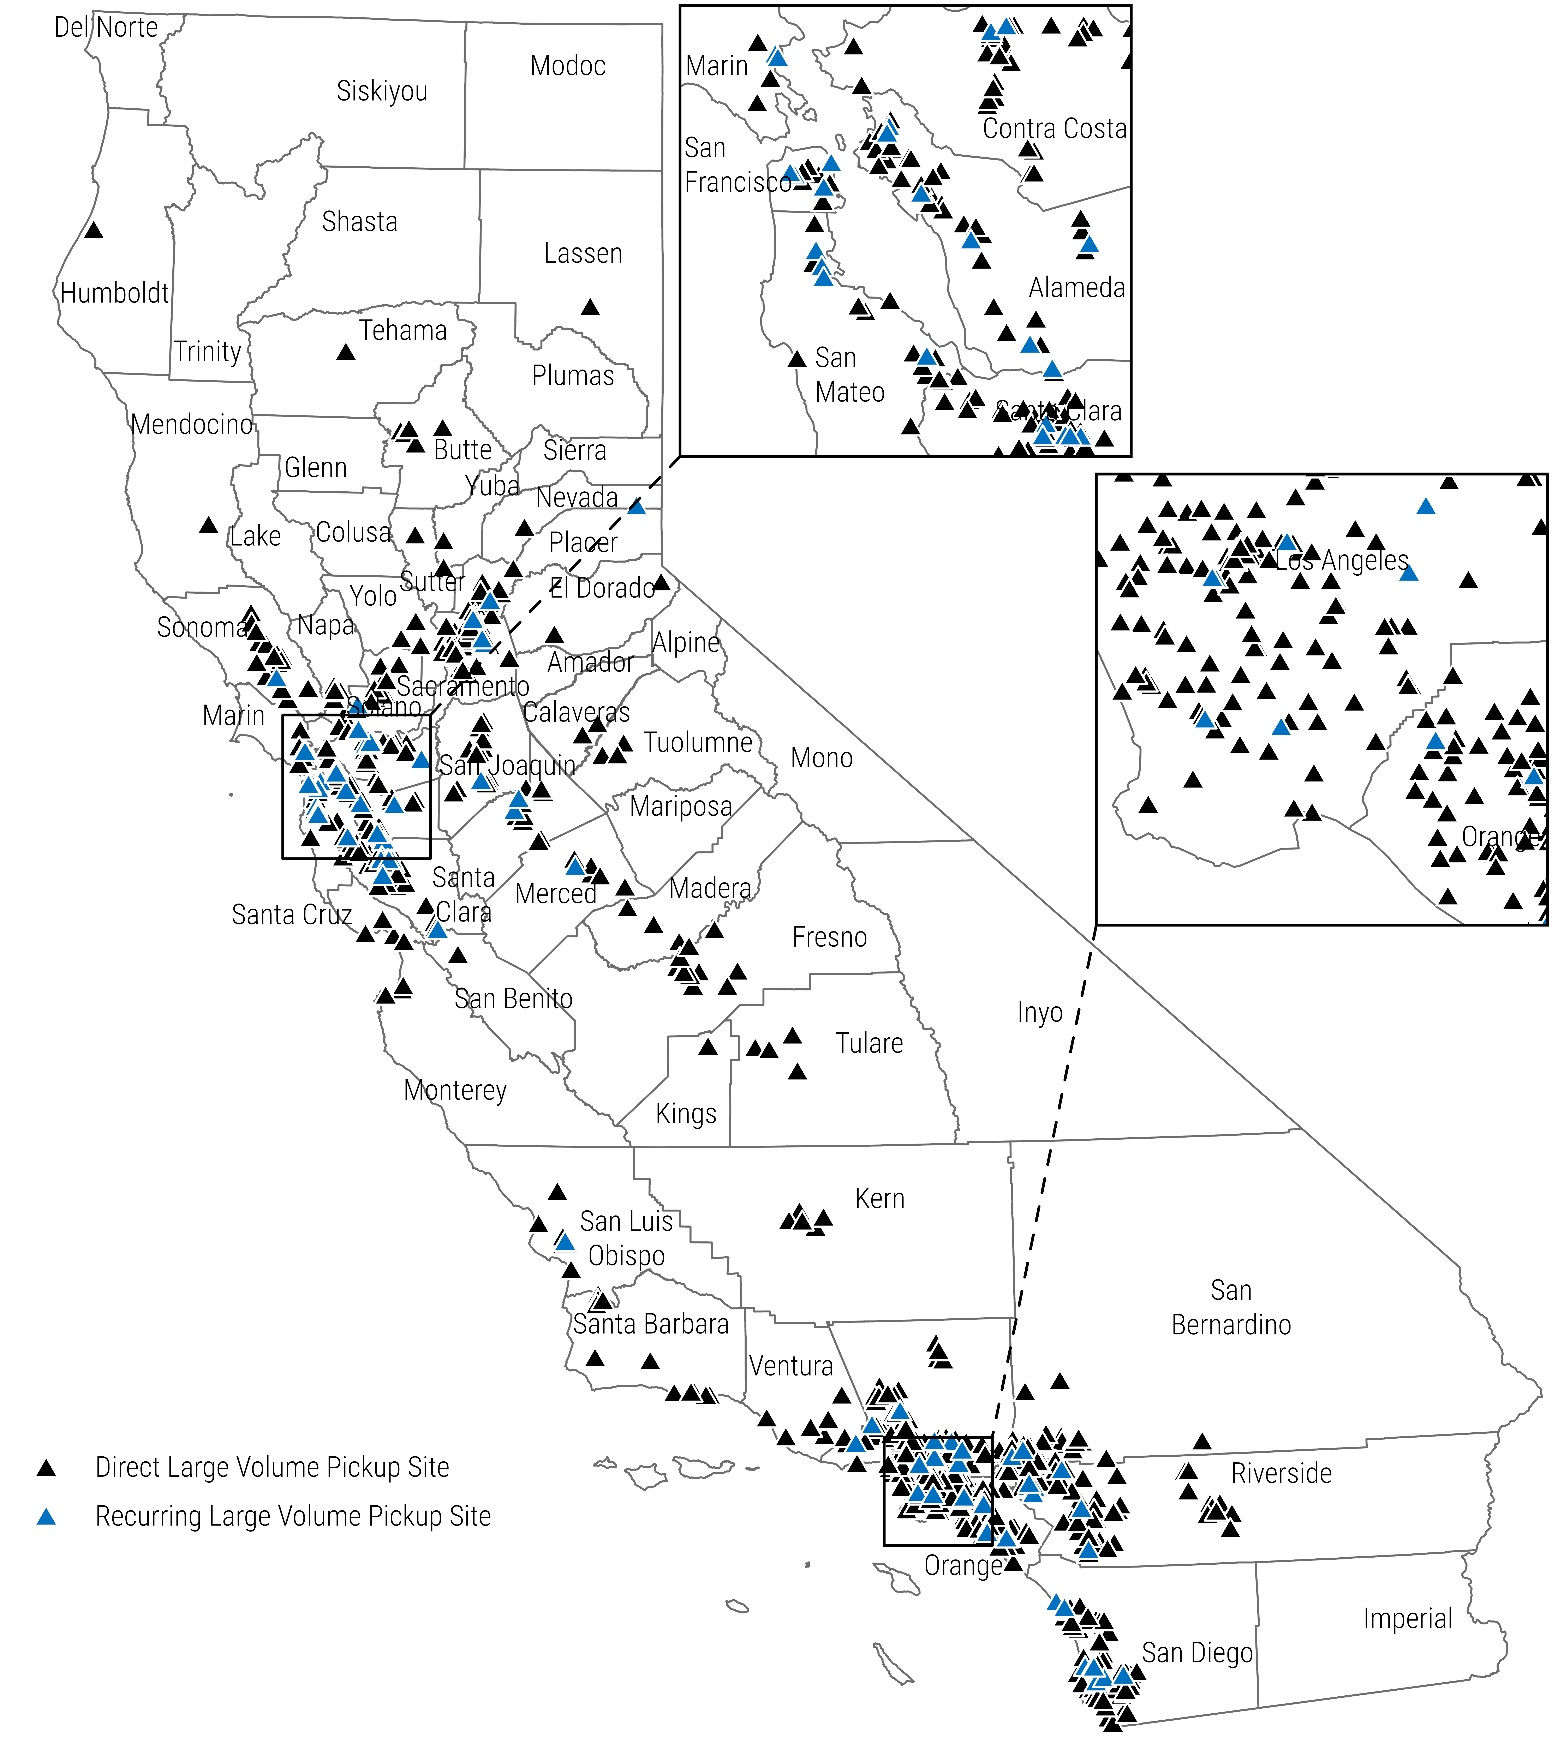 Del Norte
Siskiyou
Modoc
Shasta
Lassen
Humboldt
Trinity
Tehama
Plumas
Mendocino
Glenn
Butte
Sierra
Yuba
Nevada
Lake
Colusa
Placer
Yolo
Sutter
El Dorado
Sonoma
Napa
Alpine
Amador
Sacramento
Marin
Solano
Calaveras
Tuolumne
San Joaquin
Mono
Mariposa
Santa
Clara
Merced
Madera
Santa Cruz
Fresno
San Benito
Inyo
Tulare
Monterey
Kings
Kern
San Luis
Obispo
San
Bernardino
Santa Barbara
Ventura
Riverside
Orange
San Diego
Imperial
Marin
Contra Costa
San
Francisco
Alameda
San
Mateo
Santa Clara
Los Angeles
Orange
Direct Large Volume Pickup Site
Recurring Large Volume Pickup Site